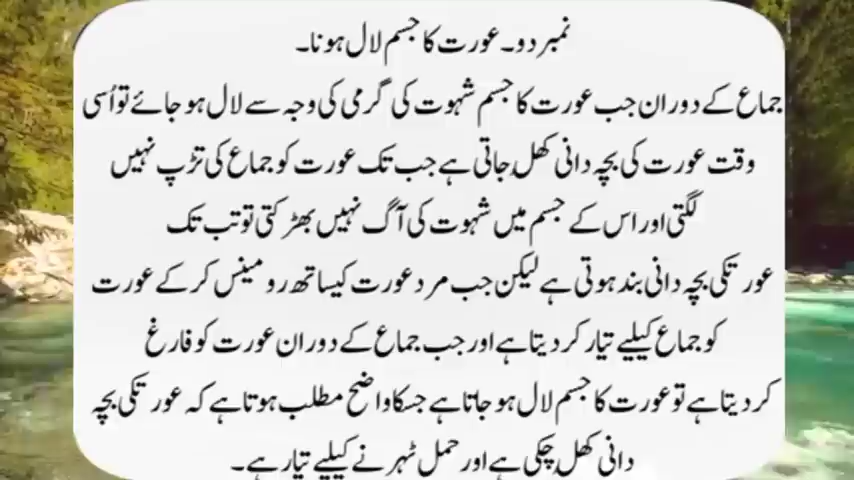 نمبر دو۔ عورت کا جسم لال ہونا۔
جماع کے دوران جب عورت کا جسم شہوت کی گرمی کی وجہ سے لال ہو جائے تو اُسی
وقت عورت کی بچہ دانی کھل جاتی ہے جب تک عورت کو جماع کی تڑپ نہیں
لگتی اور اس کے جسم میں شہوت کی آگ نہیں بھڑکتی تو تب تک
عورتکی بچہ دانی بند ہوتی ہے لیکن جب مرد عورت کیساتھ رومینس کر کے عورت
کو جماع کیلیے تیار کر دیتا ہے اور جب جماع کے دوران عورت کو فارغ
کر دیتا ہے تو عورت کا جسم لال ہو جاتا ہے جسکا واضح مطلب ہوتا ہے کہ عورتکی بچہ
دانی کھل چکی ہے اور حمل ٹہرنے کیلیے تیار ہے۔